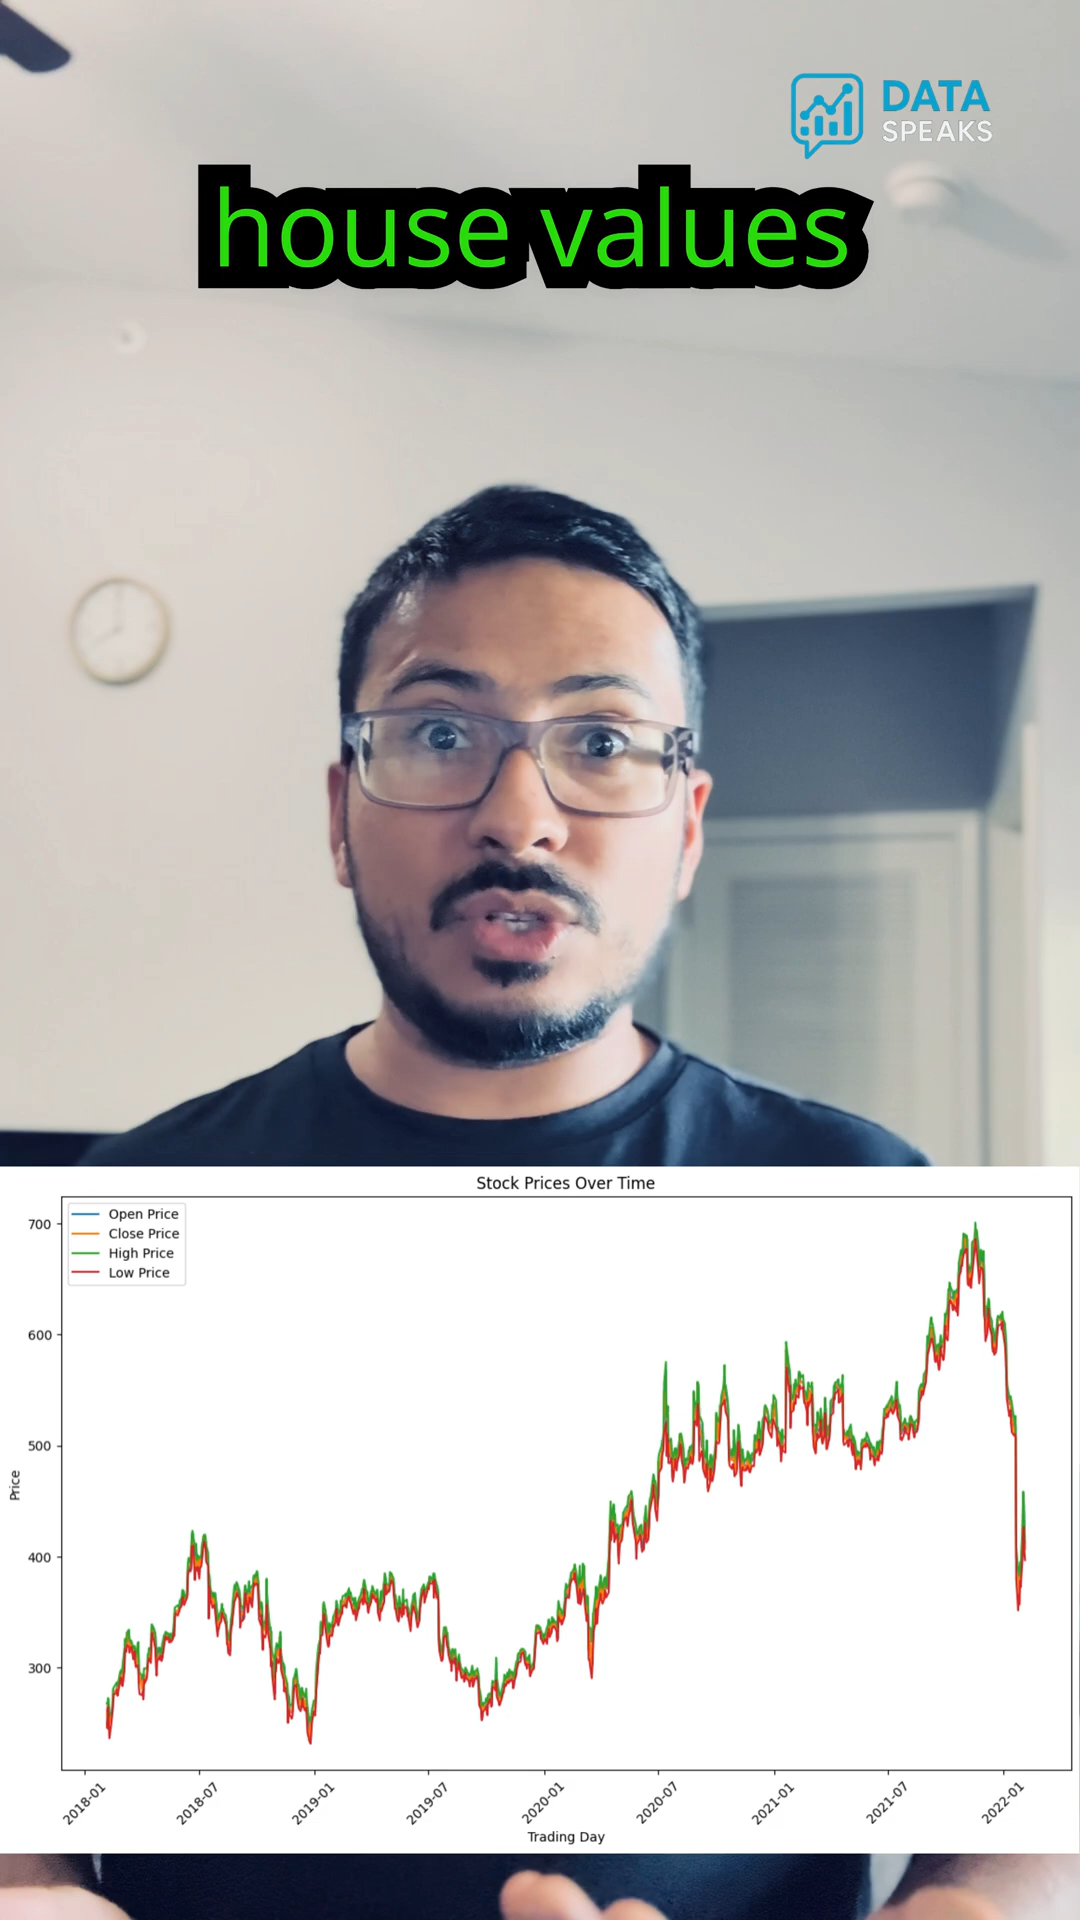 DATA
SPEAKS
house values
Stock Prices Over Time
Open Price
Close Price
High Price
Low Price
700
600
500
400
300
Price
2018-01
2018-07
2019-01
2019-07
2020-01
2020-07
2021-01
2021-07
2022-01
Trading Day